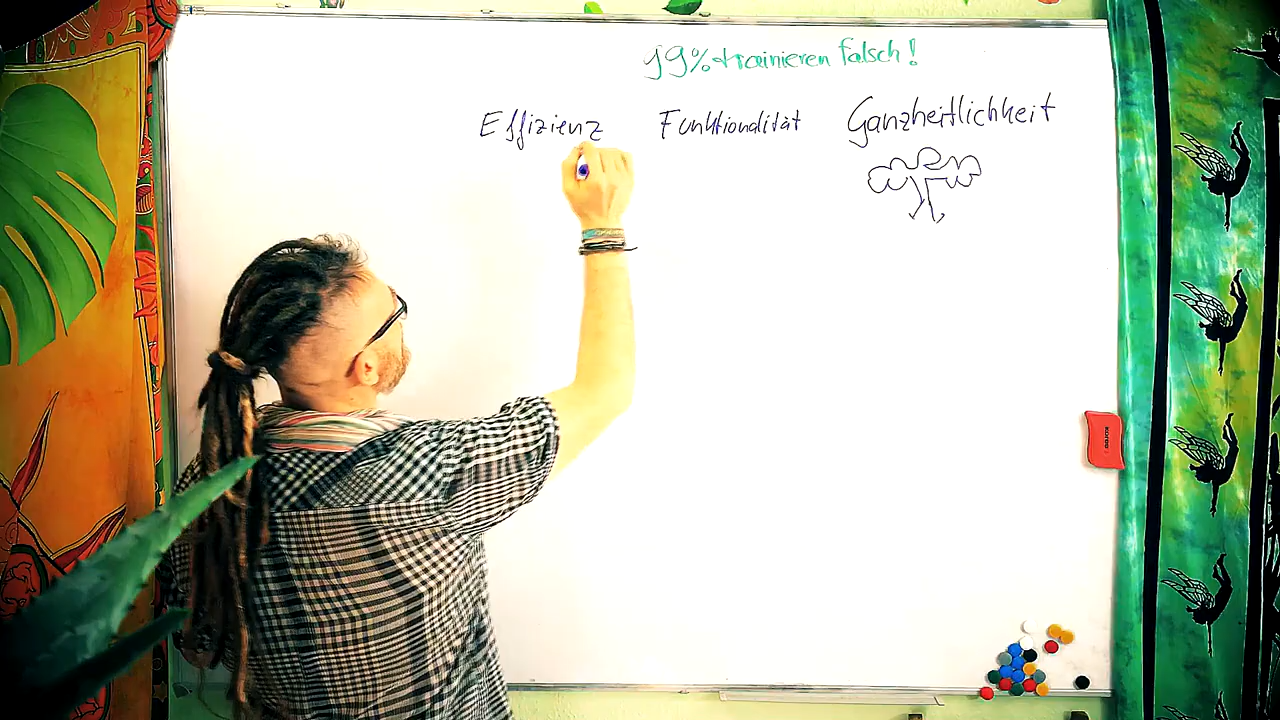 99% trainieren falsch!
Effizienz Funktionalität Ganzheitlichkeit